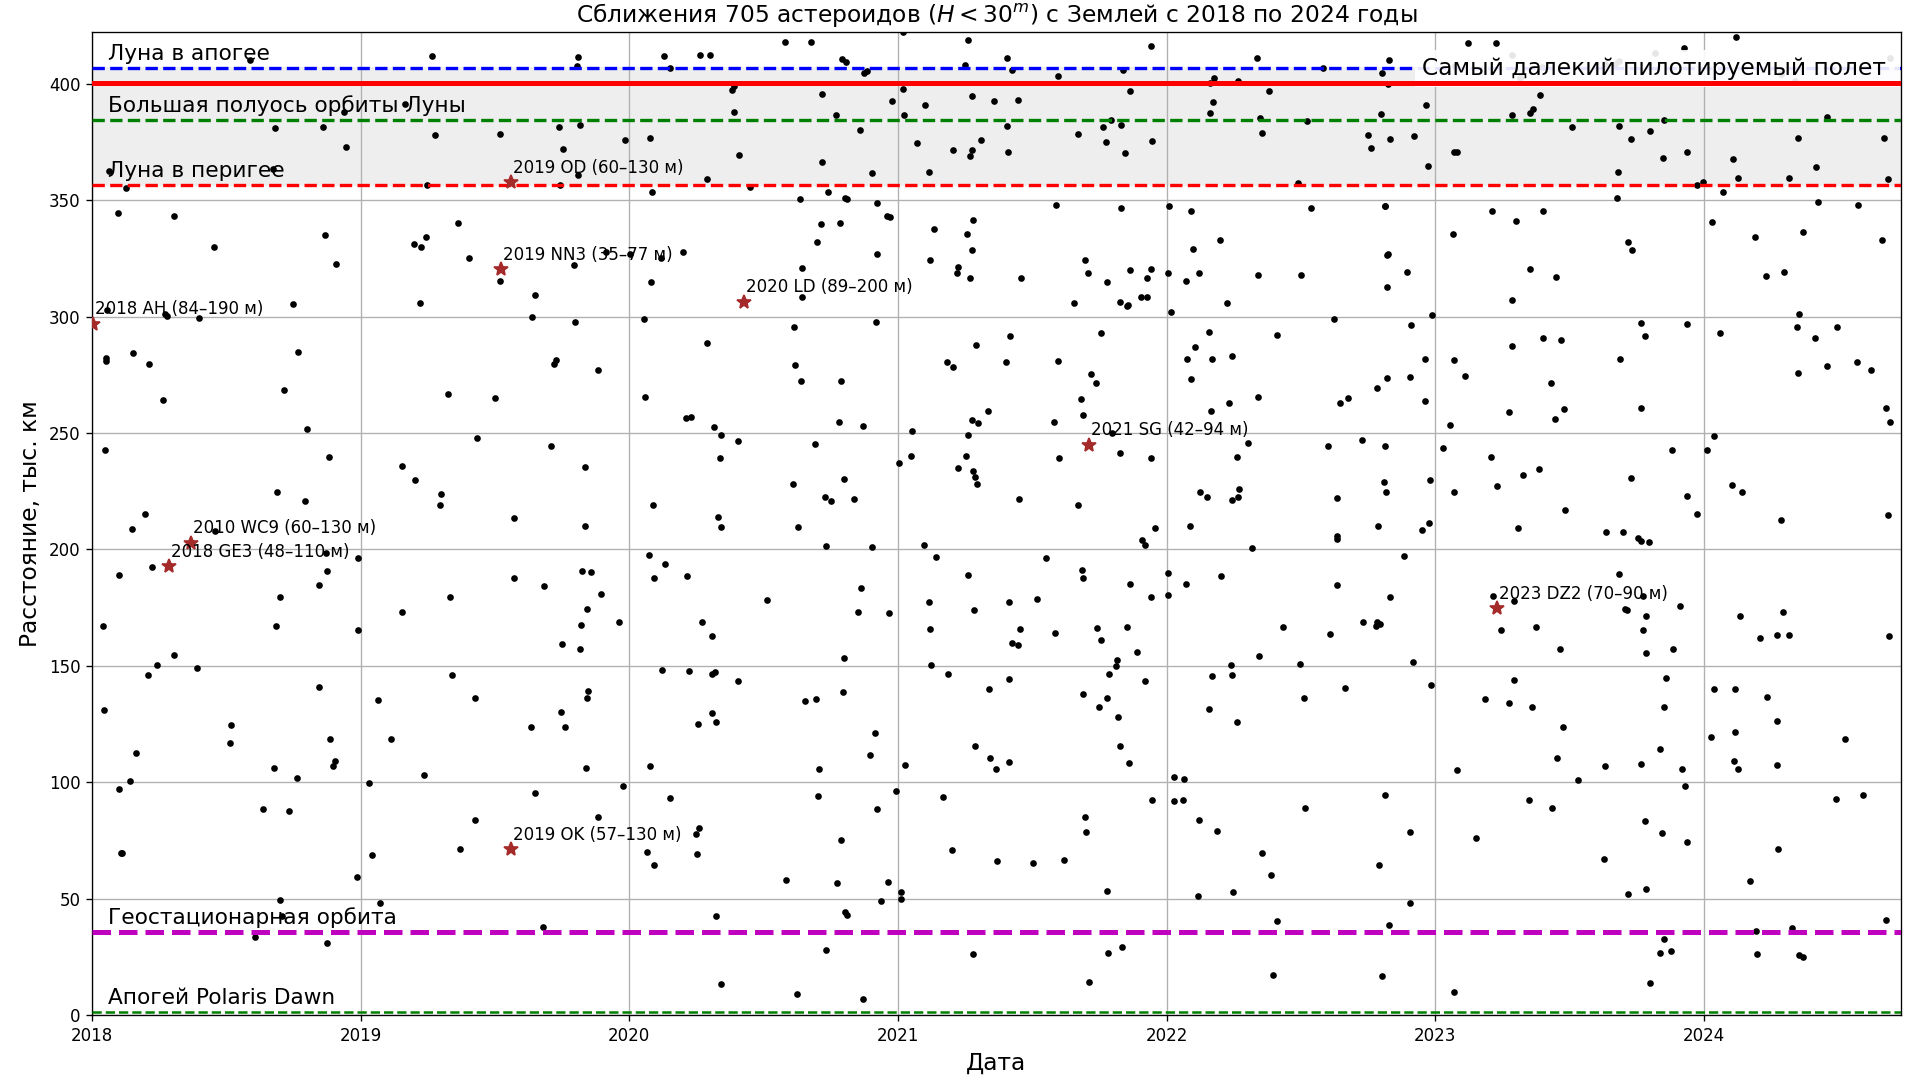 Сближения 705 астероидов (H < 30^m) с Землей с 2018 по 2024 годы
Луна в апогее
Самый далекий пилотируемый полет
400
Большая полуось орбиты Луны
Луна в перигее
2019 OD (60–130 м)
350
2019 NN3 (35–77 м)
2020 LD (89–200 м)
2018 AH (84–190 м)
300
2021 SG (42–94 м)
250
2010 WC9 (60–130 м)
2018 GE3 (48–110 м)
200
2023 DZ2 (70–90 м)
150
100
2019 OK (57–130 м)
50
Геостационарная орбита
Апогей Polaris Dawn
0
Расстояние, тыс. км
2018 2019 2020 2021 2022 2023 2024
Дата